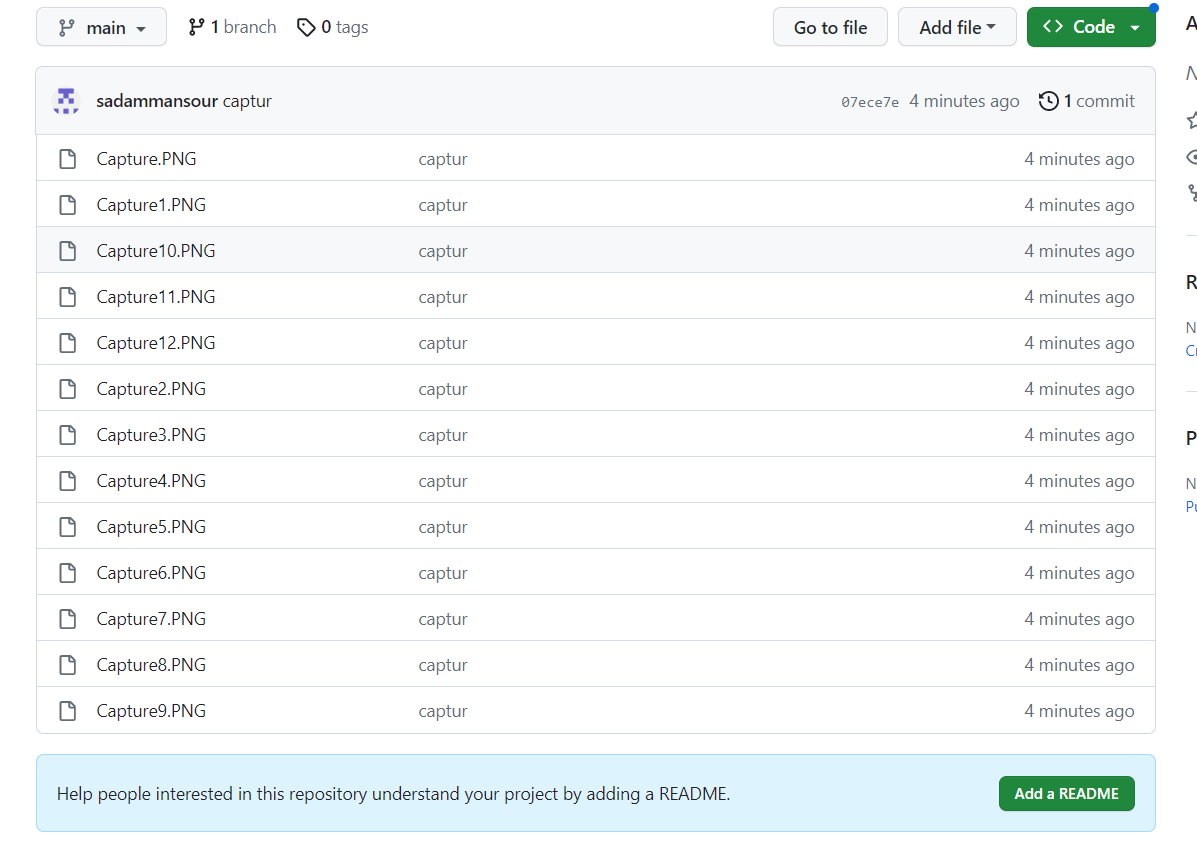 main 1 branch 0 tags Go to file Add file Code
sadammansour captur 07ece7e 4 minutes ago 1 commit
Capture.PNG captur 4 minutes ago
Capture1.PNG captur 4 minutes ago
Capture10.PNG captur 4 minutes ago
Capture11.PNG captur 4 minutes ago
Capture12.PNG captur 4 minutes ago
Capture2.PNG captur 4 minutes ago
Capture3.PNG captur 4 minutes ago
Capture4.PNG captur 4 minutes ago
Capture5.PNG captur 4 minutes ago
Capture6.PNG captur 4 minutes ago
Capture7.PNG captur 4 minutes ago
Capture8.PNG captur 4 minutes ago
Capture9.PNG captur 4 minutes ago
Help people interested in this repository understand your project by adding a README. Add a README